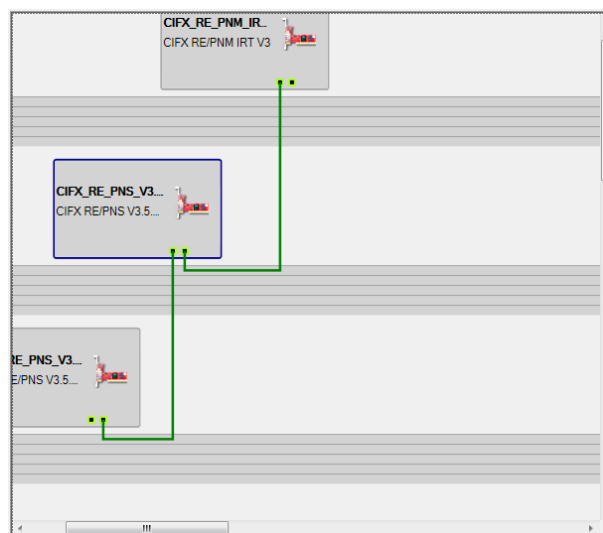 CIFX_RE_PNM_IR...
CIFX RE/PNM IRT V3
CIFX_RE_PNS_V3....
CIFX RE/PNS V3.5....
RE_PNS_V3....
E/PNS V3.5....